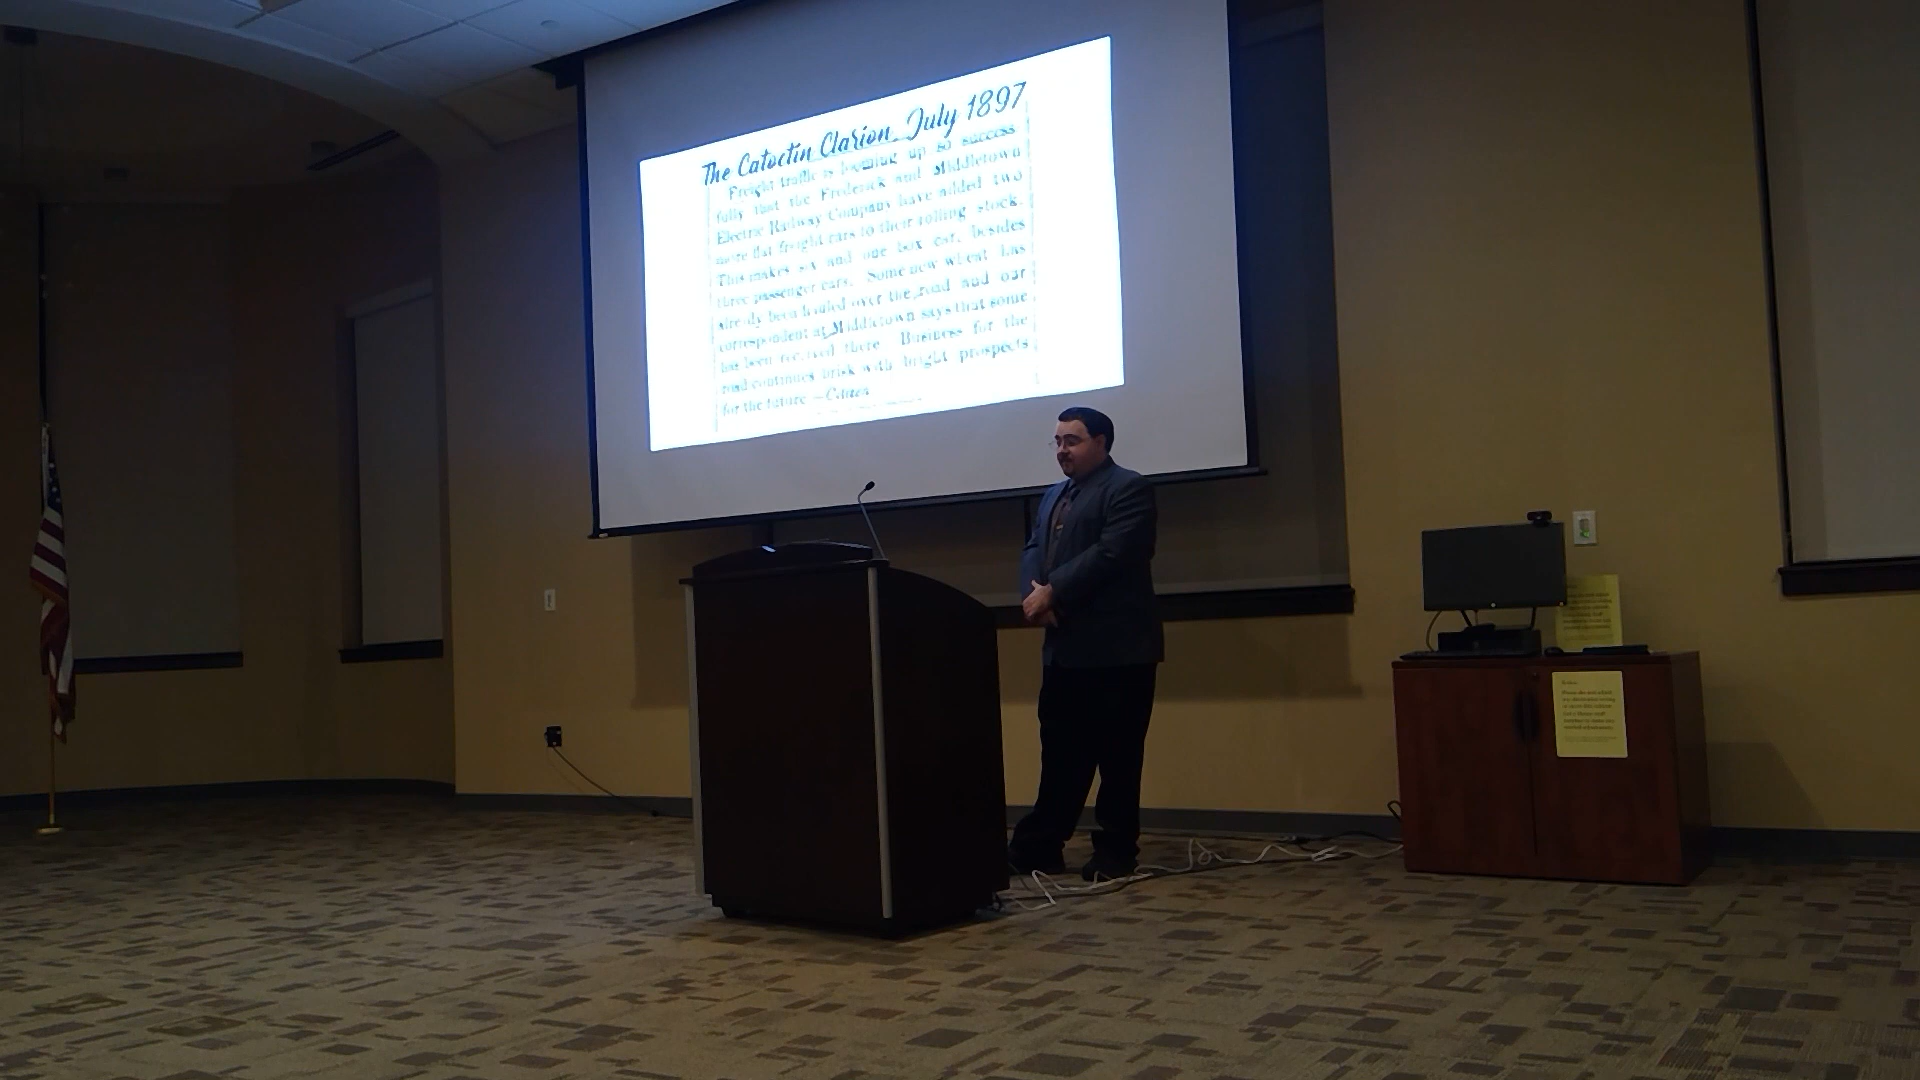 The Catoctin Clarion, July 1897
Freight traffic is looming up so success
fully that the Frederick and Middletown
Electric Railway Company have added two
more flat freight cars to their rolling stock.
This makes six and one box car, besides
three passenger cars. Some new wheat has
already been hauled over the road and our
correspondent at Middletown says that some
has been received there Business for the
road continues brisk with bright prospects
for the future.—Citizen